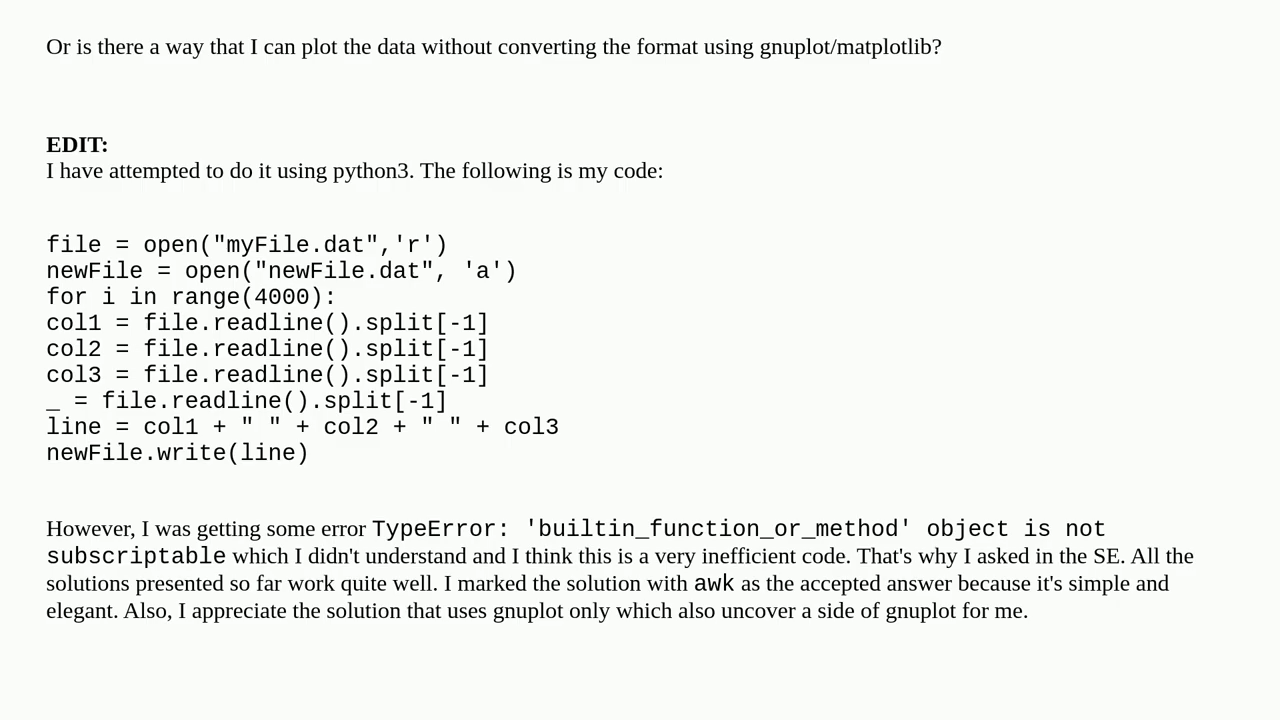 Or is there a way that I can plot the data without converting the format using gnuplot/matplotlib?
EDIT:
I have attempted to do it using python3. The following is my code:
file = open("myFile.dat",'r')
newFile = open("newFile.dat", 'a')
for i in range(4000):
col1 = file.readline().split[-1]
col2 = file.readline().split[-1]
col3 = file.readline().split[-1]
_ = file.readline().split[-1]
line = col1 + " " + col2 + " " + col3
newFile.write(line)
However, I was getting some error TypeError: 'builtin_function_or_method' object is not
subscriptable which I didn't understand and I think this is a very inefficient code. That's why I asked in the SE. All the
solutions presented so far work quite well. I marked the solution with awk as the accepted answer because it's simple and
elegant. Also, I appreciate the solution that uses gnuplot only which also uncover a side of gnuplot for me.